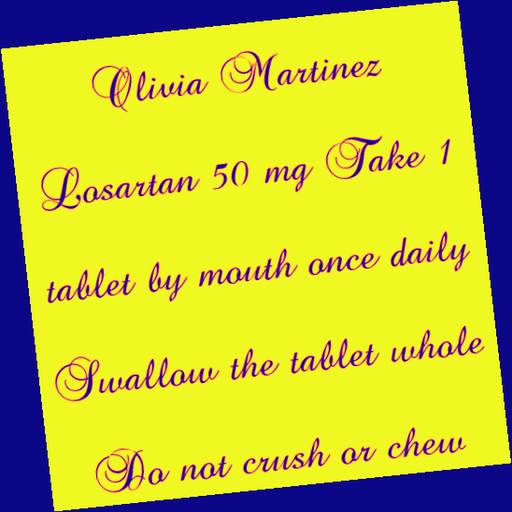 Olivia Martinez
Losartan 50 mg Take 1
tablet by mouth once daily
Swallow the tablet whole
Do not crush or chew